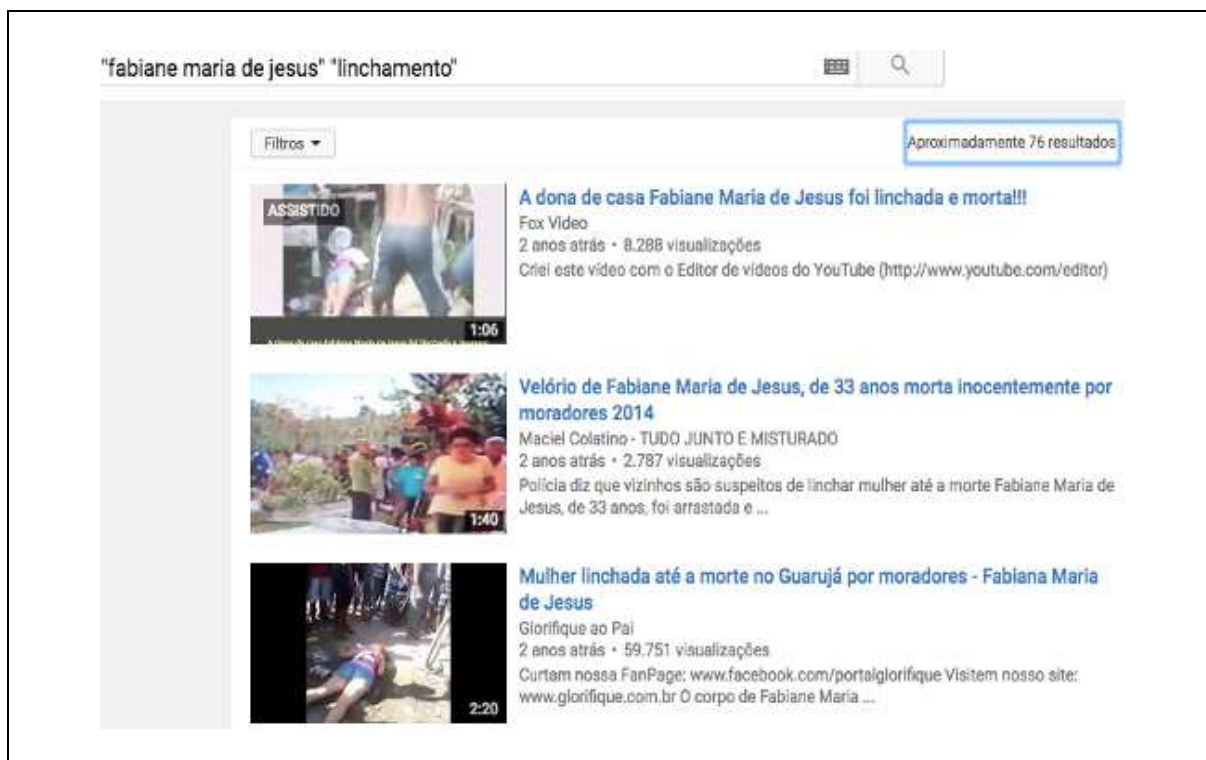 "fabiane maria de jesus" "linchamento"
Filtros
Aproximadamente 76 resultados
ASSISTIDO
1:06
A dona de casa Fabiane Maria de Jesus foi linchada e morta!!!
Fox Video
2 anos atrás • 8.288 visualizações
Criei este vídeo com o Editor de vídeos do YouTube (http://www.youtube.com/editor)
1:40
Velório de Fabiane Maria de Jesus, de 33 anos morta inocentemente por
moradores 2014
Maciel Colatino - TUDO JUNTO E MISTURADO
2 anos atrás • 2.787 visualizações
Polícia diz que vizinhos são suspeitos de linchar mulher até a morte Fabiane Maria de
Jesus, de 33 anos, foi arrastada e ...
2:20
Mulher linchada até a morte no Guarujá por moradores - Fabiana Maria
de Jesus
Glorifique ao Pai
2 anos atrás • 59.751 visualizações
Curtam nossa FanPage: www.facebook.com/portalglorifique Visitem nosso site:
www.glorifique.com.br O corpo de Fabiane Maria ...